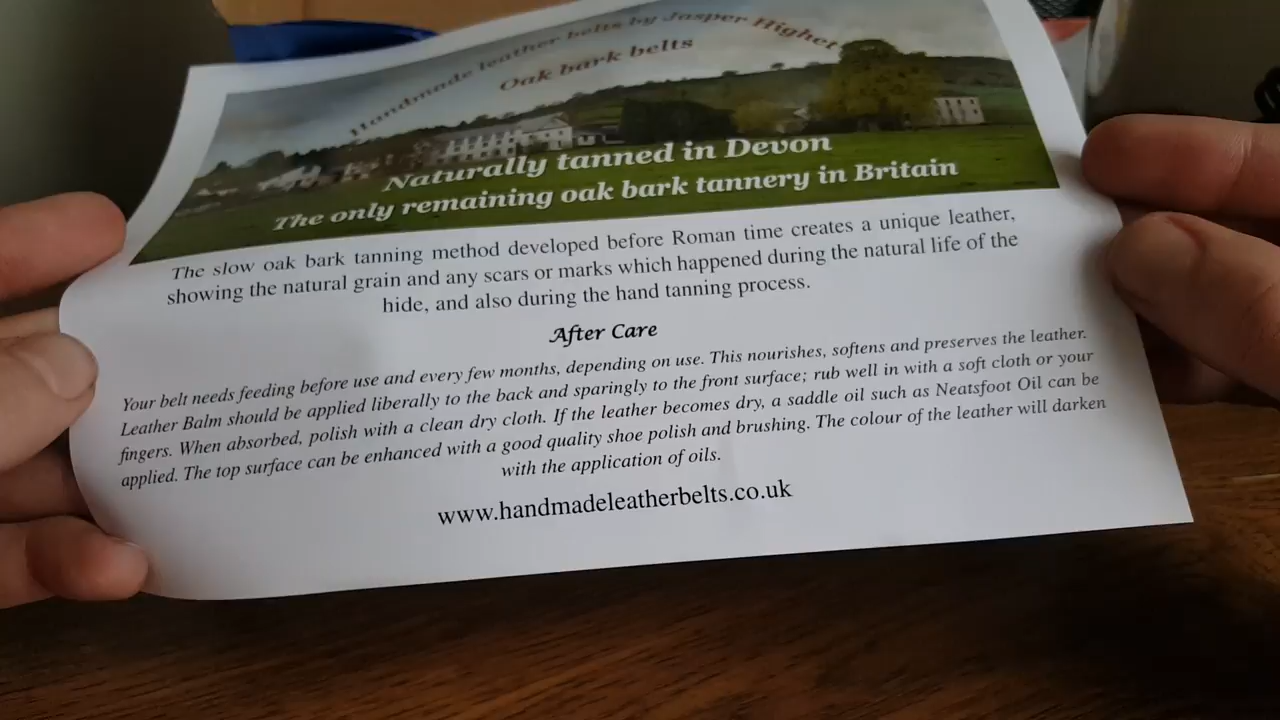 Handmade leather belts by Jasper Highet
Oak bark belts
Naturally tanned in Devon
The only remaining oak bark tannery in Britain
The slow oak bark tanning method developed before Roman time creates a unique leather,
showing the natural grain and any scars or marks which happened during the natural life of the
hide, and also during the hand tanning process.
After Care
Your belt needs feeding before use and every few months, depending on use. This nourishes, softens and preserves the leather.
Leather Balm should be applied liberally to the back and sparingly to the front surface; rub well in with a soft cloth or your
fingers. When absorbed, polish with a clean dry cloth. If the leather becomes dry, a saddle oil such as Neatsfoot Oil can be
applied. The top surface can be enhanced with a good quality shoe polish and brushing. The colour of the leather will darken
with the application of oils.
www.handmadeleatherbelts.co.uk